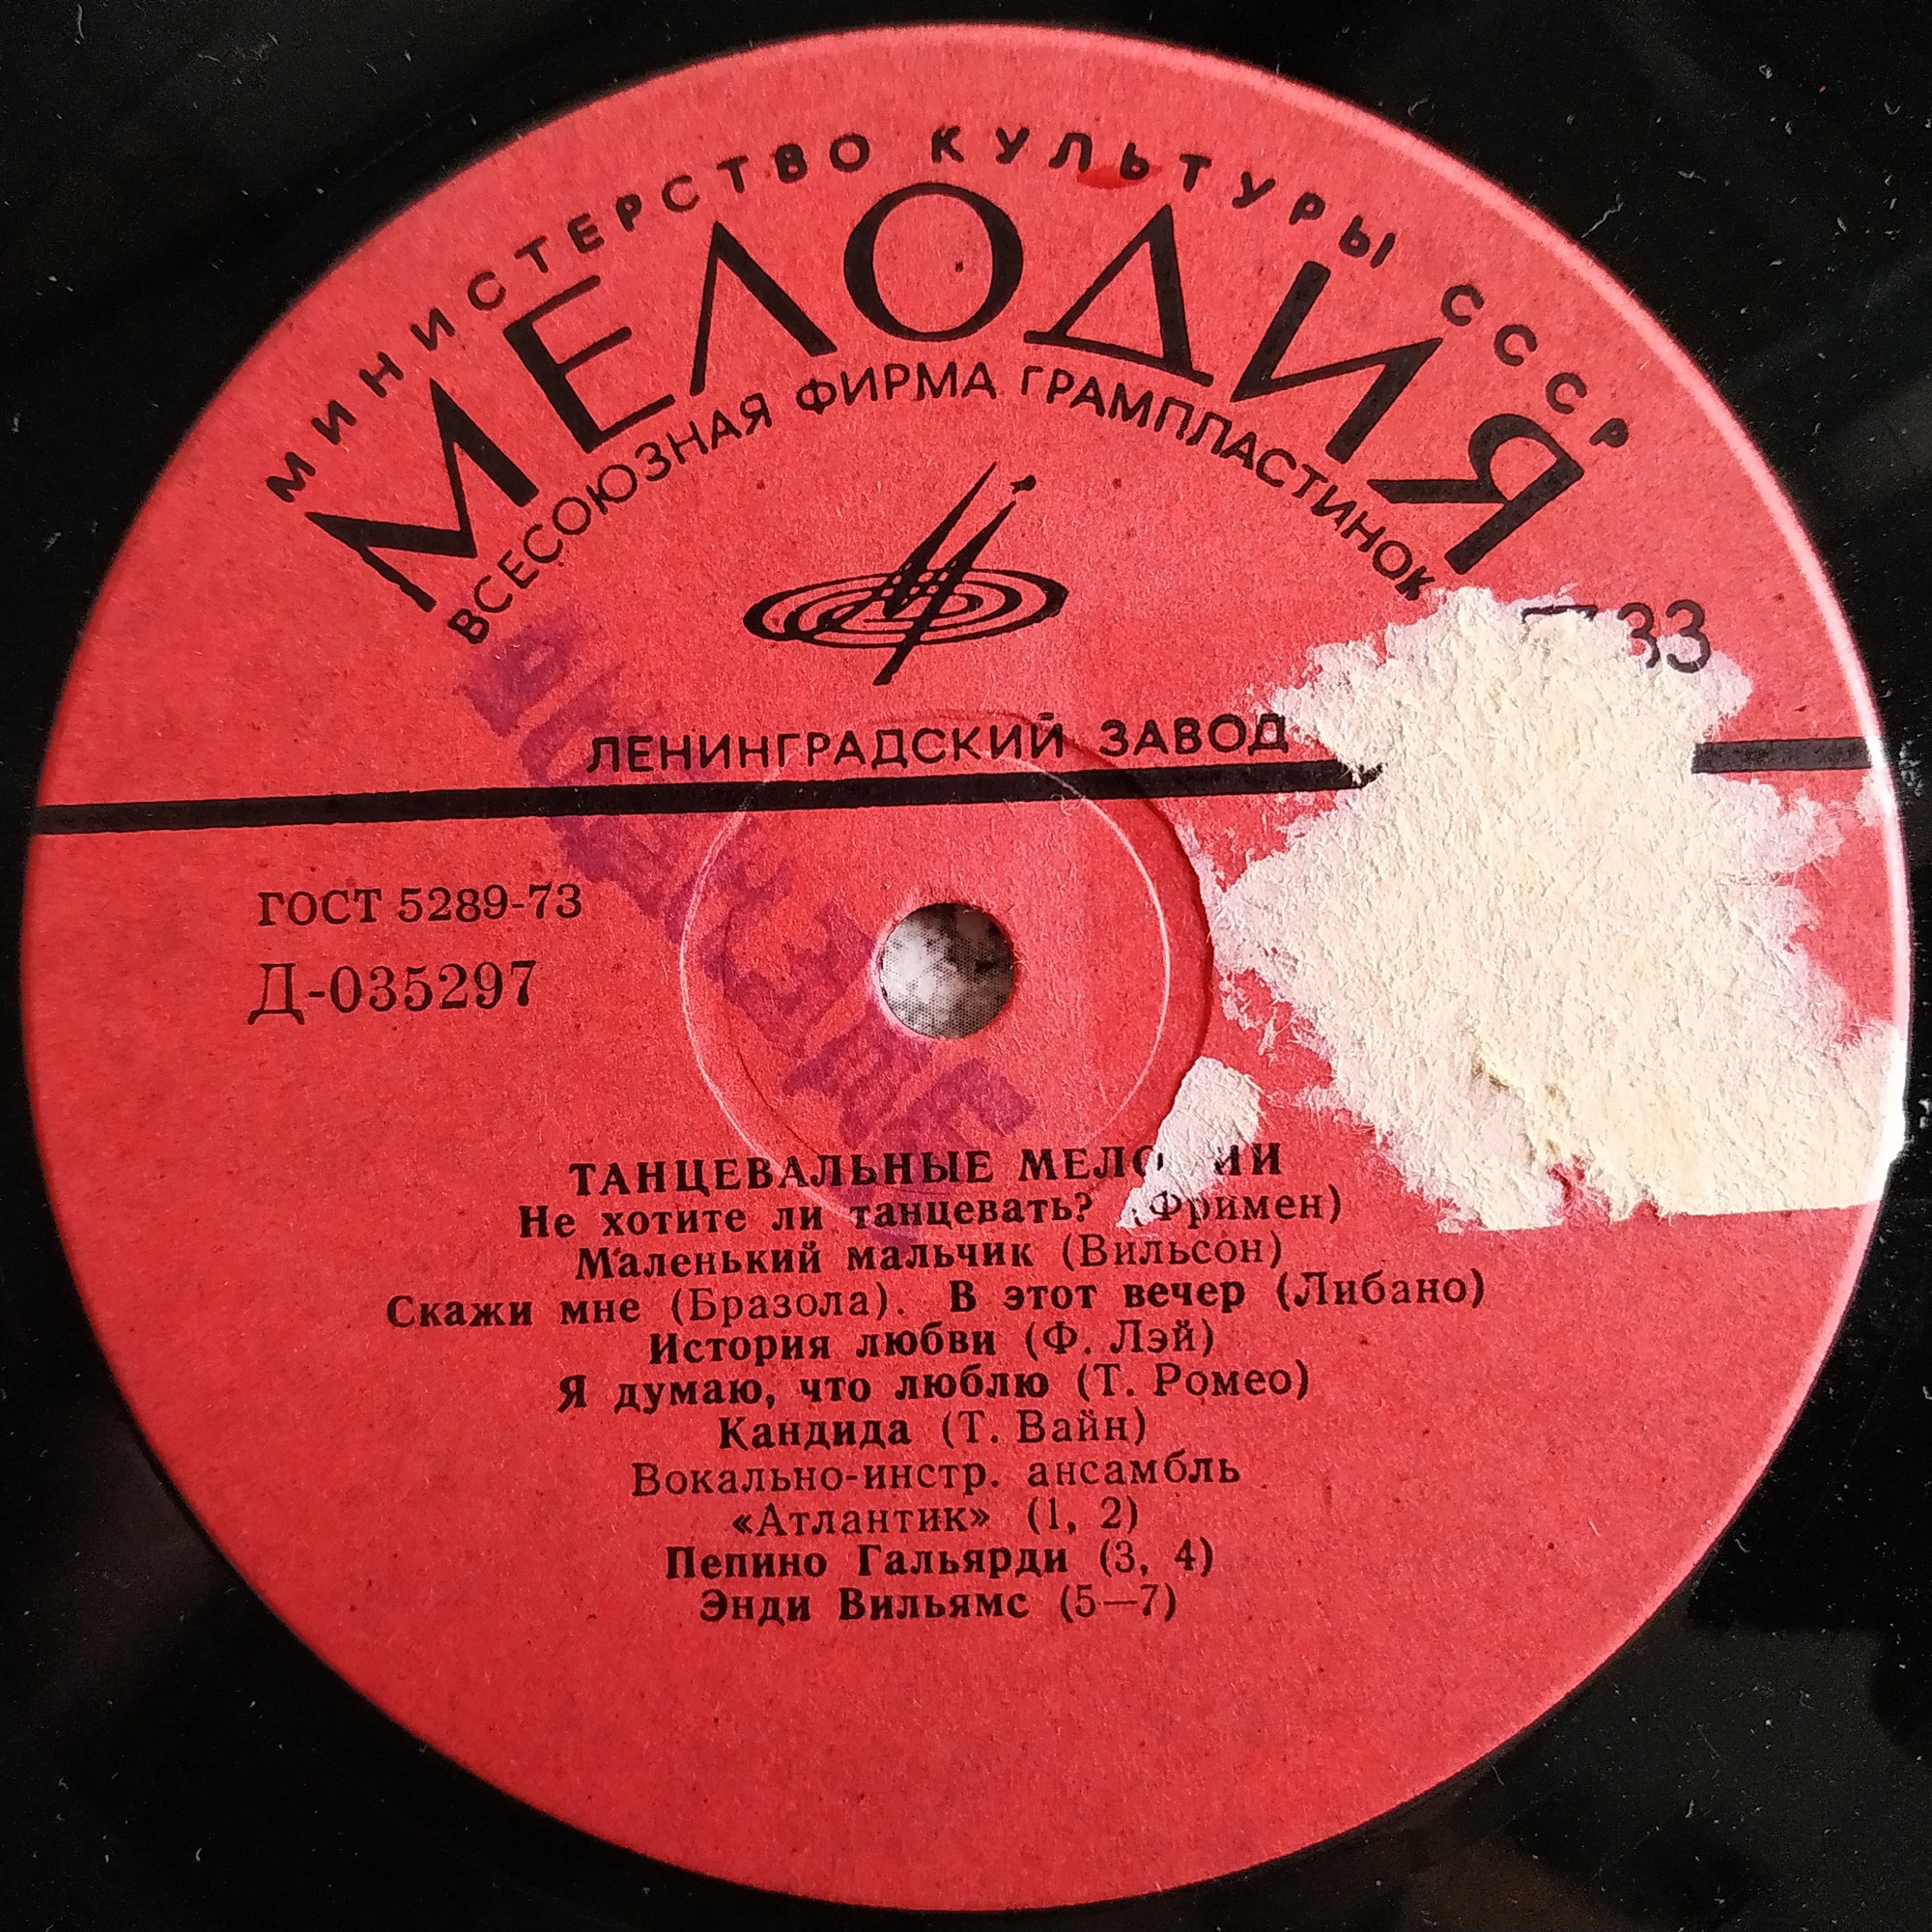 МИНИСТЕРСТВО КУЛЬТУРЫ СССР
МЕЛОДИЯ
ВСЕСОЮЗНАЯ ФИРМА ГРАМПЛАСТИНОК
33
ЛЕНИНГРАДСКИЙ ЗАВОД
ГОСТ 5289-73
Д-035297
ТАНЦЕВАЛЬНЫЕ
Не хотите ли танцевать? (Фримен)
Маленький мальчик (Вильсон)
Скажи мне (Бразола). В этот вечер (Либано)
История любви (Ф. Лэй)
Я думаю, что люблю (Т. Ромео)
Кандида (Т. Вайн)
Вокально-инстр. ансамбль
«Атлантик» (1, 2)
Пепино Гальярди (3, 4)
Энди Вильямс (5—7)